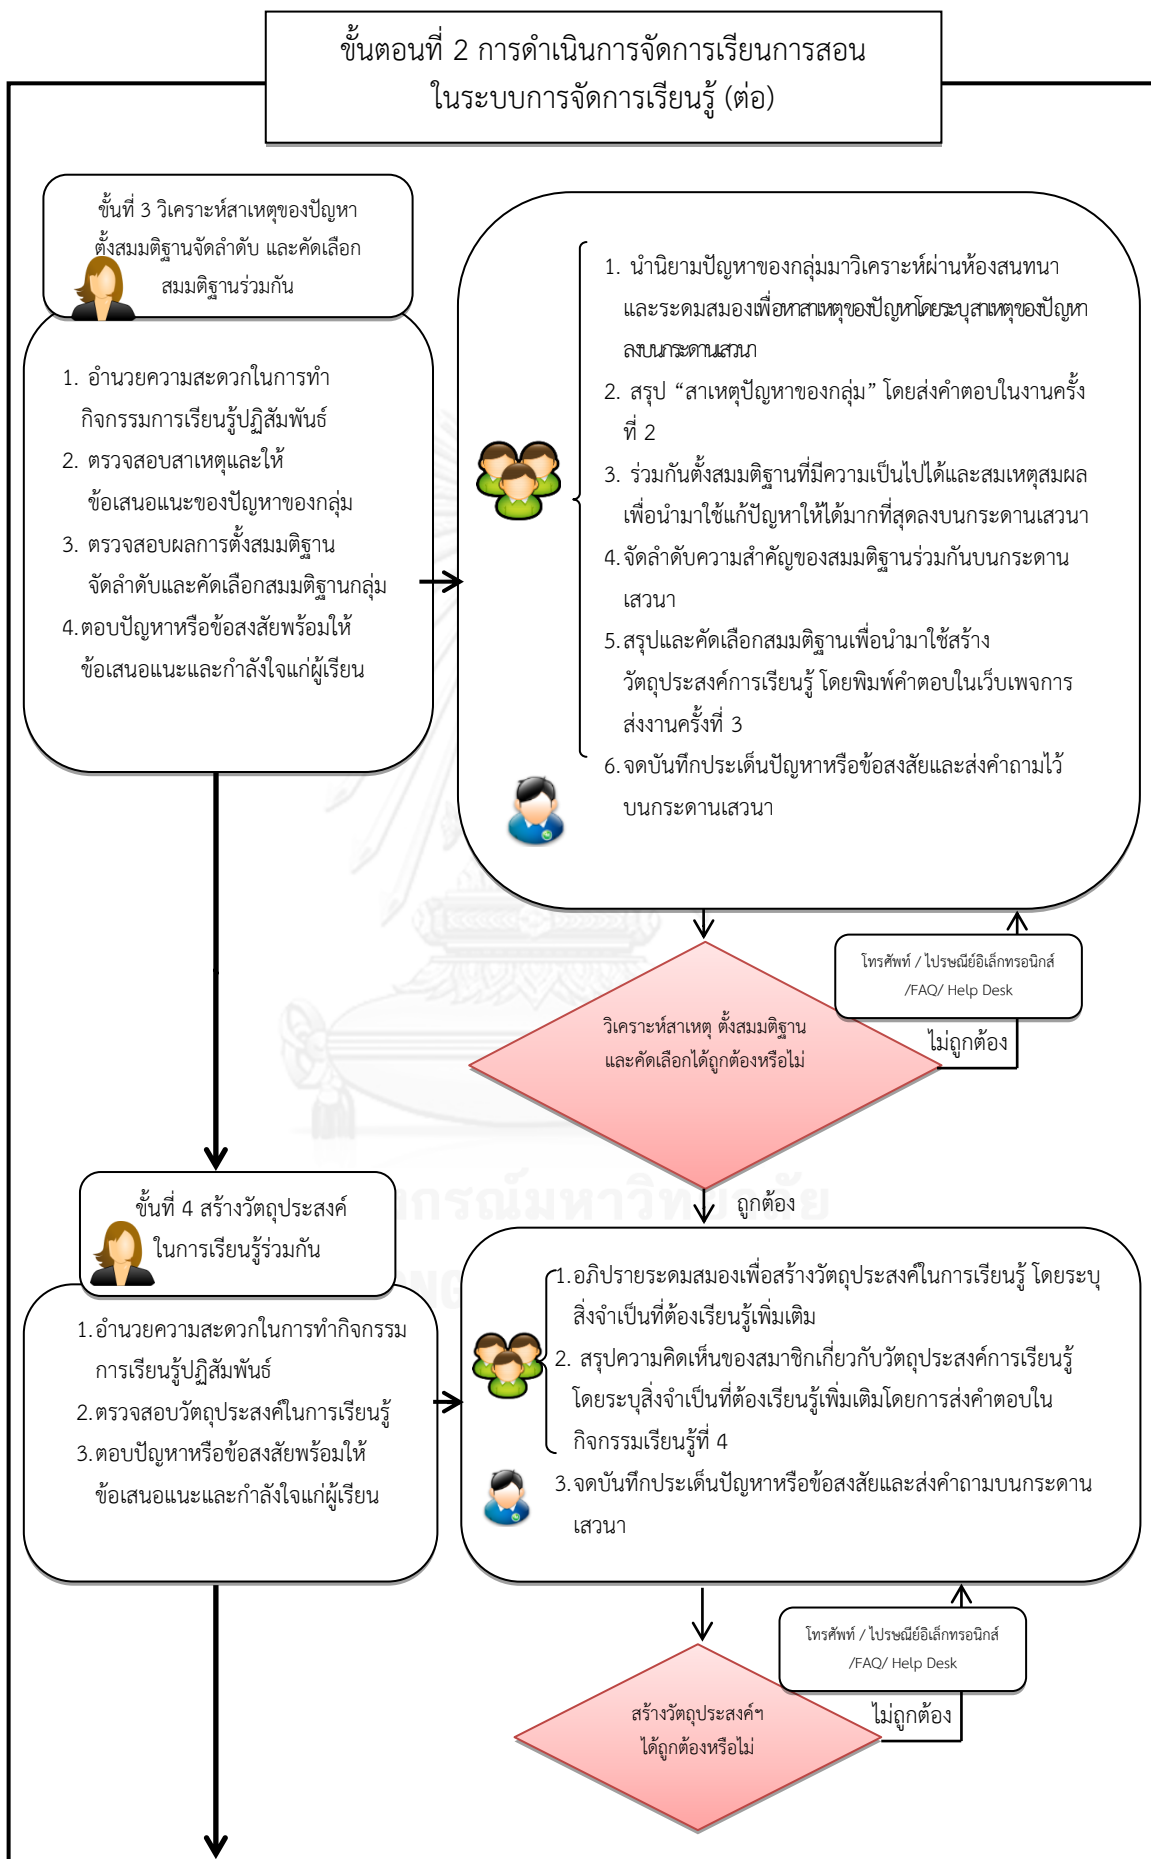 ขั้นตอนที่ 2 การดำเนินการจัดการเรียนการสอน
ในระบบการจัดการเรียนรู้ (ต่อ)
ขั้นที่ 3 วิเคราะห์สาเหตุของปัญหา
ตั้งสมมติฐานจัดลำดับ และคัดเลือก
สมมติฐานร่วมกัน
1. อำนวยความสะดวกในการทำ
กิจกรรมการเรียนรู้ปฏิสัมพันธ์
2. ตรวจสอบสาเหตุและให้
ข้อเสนอแนะของปัญหาของกลุ่ม
3. ตรวจสอบผลการตั้งสมมติฐาน
จัดลำดับและคัดเลือกสมมติฐานกลุ่ม
4.ตอบปัญหาหรือข้อสงสัยพร้อมให้
ข้อเสนอแนะและกำลังใจแก่ผู้เรียน
1. นำนิยามปัญหาของกลุ่มมาวิเคราะห์ผ่านห้องสนทนา
และระดมสมองเพื่อหาสาเหตุของปัญหาโดยระบุสาเหตุของปัญหา
ลงบนกระดานเสวนา
2. สรุป “สาเหตุปัญหาของกลุ่ม” โดยส่งคำตอบในงานครั้ง
ที่ 2
3. ร่วมกันตั้งสมมติฐานที่มีความเป็นไปได้และสมเหตุสมผล
เพื่อนำมาใช้แก้ปัญหาให้ได้มากที่สุดลงบนกระดานเสวนา
4.จัดลำดับความสำคัญของสมมติฐานร่วมกันบนกระดาน
เสวนา
5.สรุปและคัดเลือกสมมติฐานเพื่อนำมาใช้สร้าง
วัตถุประสงค์การเรียนรู้ โดยพิมพ์คำตอบในเว็บเพจการ
ส่งงานครั้งที่ 3
6.จดบันทึกประเด็นปัญหาหรือข้อสงสัยและส่งคำถามไว้
บนกระดานเสวนา
โทรศัพท์ / ไปรษณีย์อิเล็กทรอนิกส์
/FAQ/ Help Desk
วิเคราะห์สาเหตุ ตั้งสมมติฐาน
และคัดเลือกได้ถูกต้องหรือไม่
ไม่ถูกต้อง
ถูกต้อง
ขั้นที่ 4 สร้างวัตถุประสงค์
ในการเรียนรู้ร่วมกัน
1.อำนวยความสะดวกในการทำกิจกรรม
การเรียนรู้ปฏิสัมพันธ์
2.ตรวจสอบวัตถุประสงค์ในการเรียนรู้
3.ตอบปัญหาหรือข้อสงสัยพร้อมให้
ข้อเสนอแนะและกำลังใจแก่ผู้เรียน
1.อภิปรายระดมสมองเพื่อสร้างวัตถุประสงค์ในการเรียนรู้ โดยระบุ
สิ่งจำเป็นที่ต้องเรียนรู้เพิ่มเติม
2. สรุปความคิดเห็นของสมาชิกเกี่ยวกับวัตถุประสงค์การเรียนรู้
โดยระบุสิ่งจำเป็นที่ต้องเรียนรู้เพิ่มเติมโดยการส่งคำตอบใน
กิจกรรมเรียนรู้ที่ 4
3.จดบันทึกประเด็นปัญหาหรือข้อสงสัยและส่งคำถามบนกระดาน
เสวนา
โทรศัพท์ / ไปรษณีย์อิเล็กทรอนิกส์
/FAQ/ Help Desk
สร้างวัตถุประสงค์ฯ
ได้ถูกต้องหรือไม่
ไม่ถูกต้อง